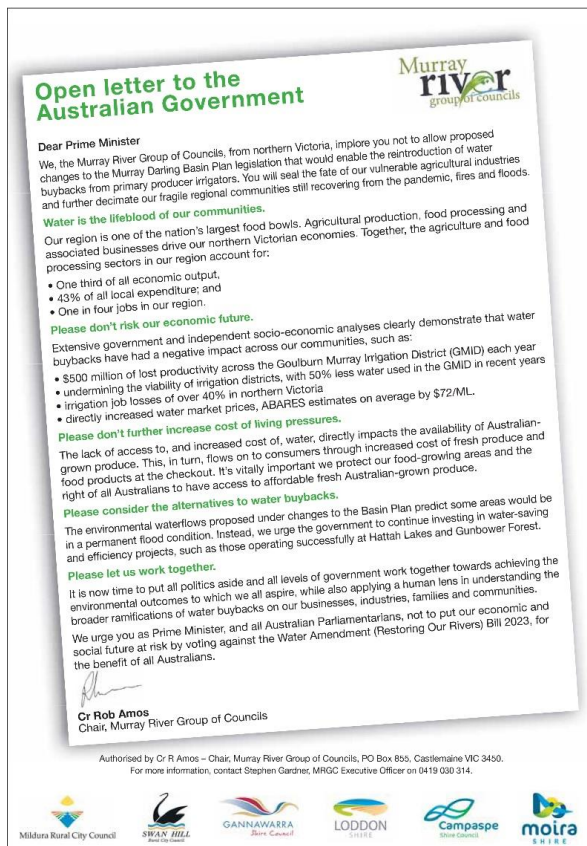 Open letter to the
Australian Government
Murray
river
group of councils
Dear Prime Minister
We, the Murray River Group of Councils, from northern Victoria, implore you not to allow proposed
changes to the Murray Darling Basin Plan legislation that would enable the reintroduction of water
buybacks from primary producer irrigators. You will seal the fate of our vulnerable agricultural industries
and further decimate our fragile regional communities still recovering from the pandemic, fires and floods.
Water is the lifeblood of our communities.
Our region is one of the nation's largest food bowls. Agricultural production, food processing and
associated businesses drive our northern Victorian economies. Together, the agriculture and food
processing sectors in our region account for:
• One third of all economic output,
• 43% of all local expenditure; and
• One in four jobs in our region.
Please don't risk our economic future.
Extensive government and independent socio-economic analyses clearly demonstrate that water
buybacks have had a negative impact across our communities, such as:
• $500 million of lost productivity across the Goulburn Murray Irrigation District (GMID) each year
• undermining the viability of irrigation districts, with 50% less water used in the GMID in recent years
• irrigation job losses of over 40% in northern Victoria
• directly increased water market prices, ABARES estimates on average by $72/ML.
Please don't further increase cost of living pressures.
The lack of access to, and increased cost of, water, directly impacts the availability of Australian-
grown produce. This, in turn, flows on to consumers through increased cost of fresh produce and
food products at the checkout. It's vitally important we protect our food-growing areas and the
right of all Australians to have access to affordable fresh Australian-grown produce.
Please consider the alternatives to water buybacks.
The environmental waterflows proposed under changes to the Basin Plan predict some areas would be
in a permanent flood condition. Instead, we urge the government to continue investing in water-saving
and efficiency projects, such as those operating successfully at Hattah Lakes and Gunbower Forest.
Please let us work together.
It is now time to put all politics aside and all levels of government work together towards achieving the
environmental outcomes to which we all aspire, while also applying a human lens in understanding the
broader ramifications of water buybacks on our businesses, industries, families and communities.
We urge you as Prime Minister, and all Australian Parliamentarians, not to put our economic and
social future at risk by voting against the Water Amendment (Restoring Our Rivers) Bill 2023, for
the benefit of all Australians.
Cr Rob Amos
Chair, Murray River Group of Councils
Authorised by Cr R Amos – Chair, Murray River Group of Councils, PO Box 855, Castlemaine VIC 3450.
For more information, contact Stephen Gardner, MRGC Executive Officer on 0419 030 314.
Mildura Rural City Council
SWAN HILL
Rural City Council
GANNAWARRA
Shire Council
LODDON
SHIRE
Campaspe
Shire Council
moira
SHIRE